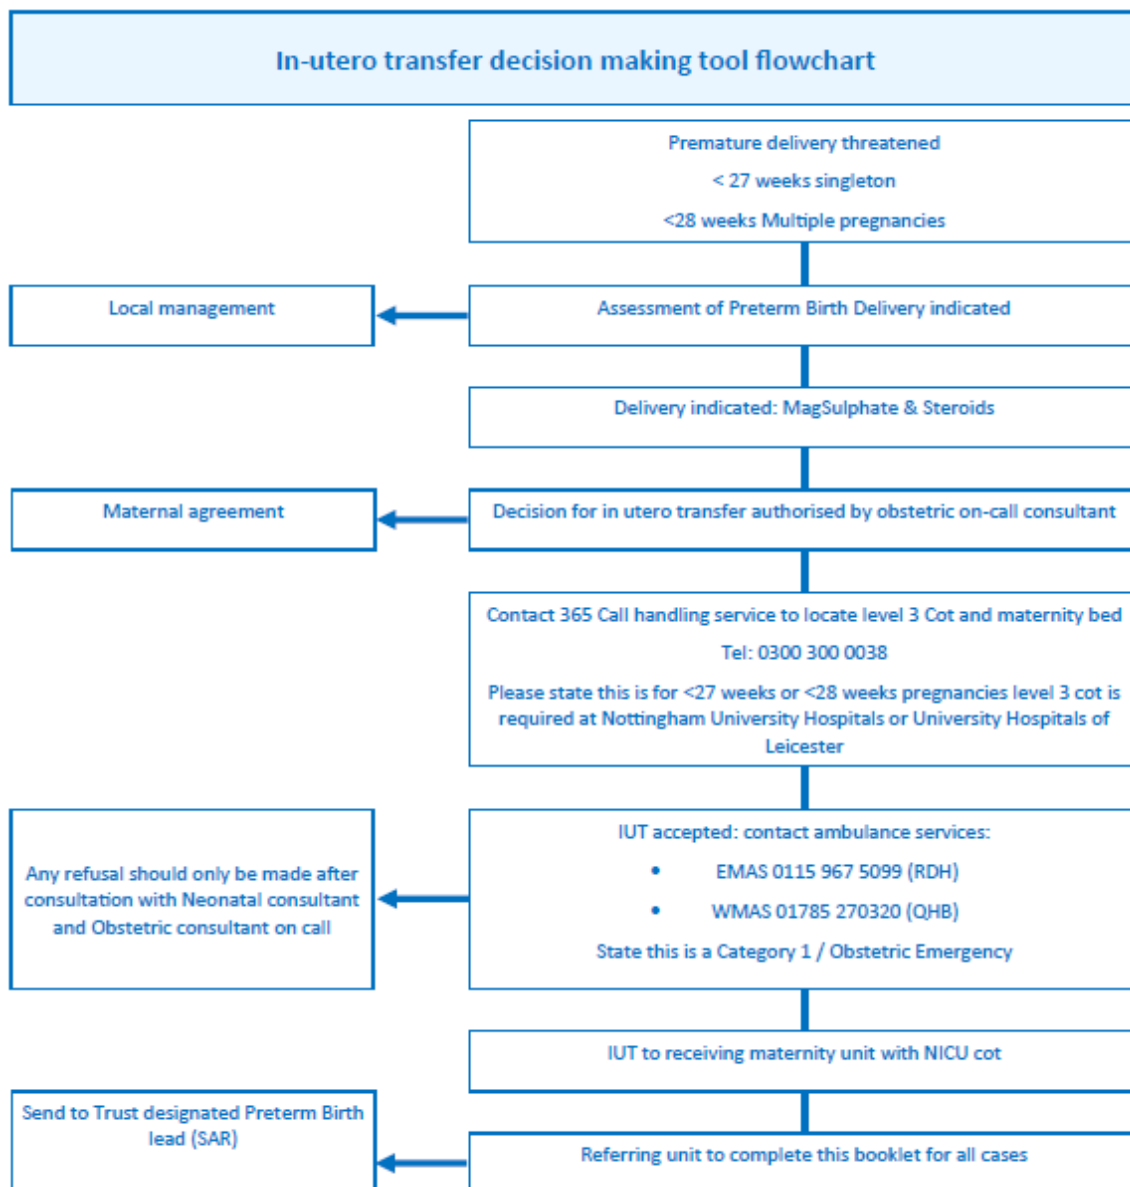 In-utero transfer decision making tool flowchart
Premature delivery threatened
< 27 weeks singleton
<28 weeks Multiple pregnancies
Local management
Assessment of Preterm Birth Delivery indicated
Delivery indicated: MagSulphate & Steroids
Maternal agreement
Decision for in utero transfer authorised by obstetric on-call consultant
Contact 365 Call handling service to locate level 3 Cot and maternity bed
Tel: 0300 300 0038
Please state this is for <27 weeks or <28 weeks pregnancies level 3 cot is
required at Nottingham University Hospitals or University Hospitals of
Leicester
Any refusal should only be made after
consultation with Neonatal consultant
and Obstetric consultant on call
IUT accepted: contact ambulance services:
• EMAS 0115 967 5099 (RDH)
• WMAS 01785 270320 (QHB)
State this is a Category 1 / Obstetric Emergency
IUT to receiving maternity unit with NICU cot
Send to Trust designated Preterm Birth
lead (SAR)
Referring unit to complete this booklet for all cases